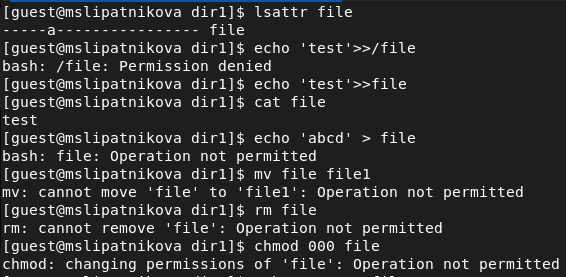 [guest@mslipatnikova dir1]$ lsattr file
-----a---------------- file
[guest@mslipatnikova dir1]$ echo 'test'>>/file
bash: /file: Permission denied
[guest@mslipatnikova dir1]$ echo 'test'>>file
[guest@mslipatnikova dir1]$ cat file
test
[guest@mslipatnikova dir1]$ echo 'abcd' > file
bash: file: Operation not permitted
[guest@mslipatnikova dir1]$ mv file file1
mv: cannot move 'file' to 'file1': Operation not permitted
[guest@mslipatnikova dir1]$ rm file
rm: cannot remove 'file': Operation not permitted
[guest@mslipatnikova dir1]$ chmod 000 file
chmod: changing permissions of 'file': Operation not permitted